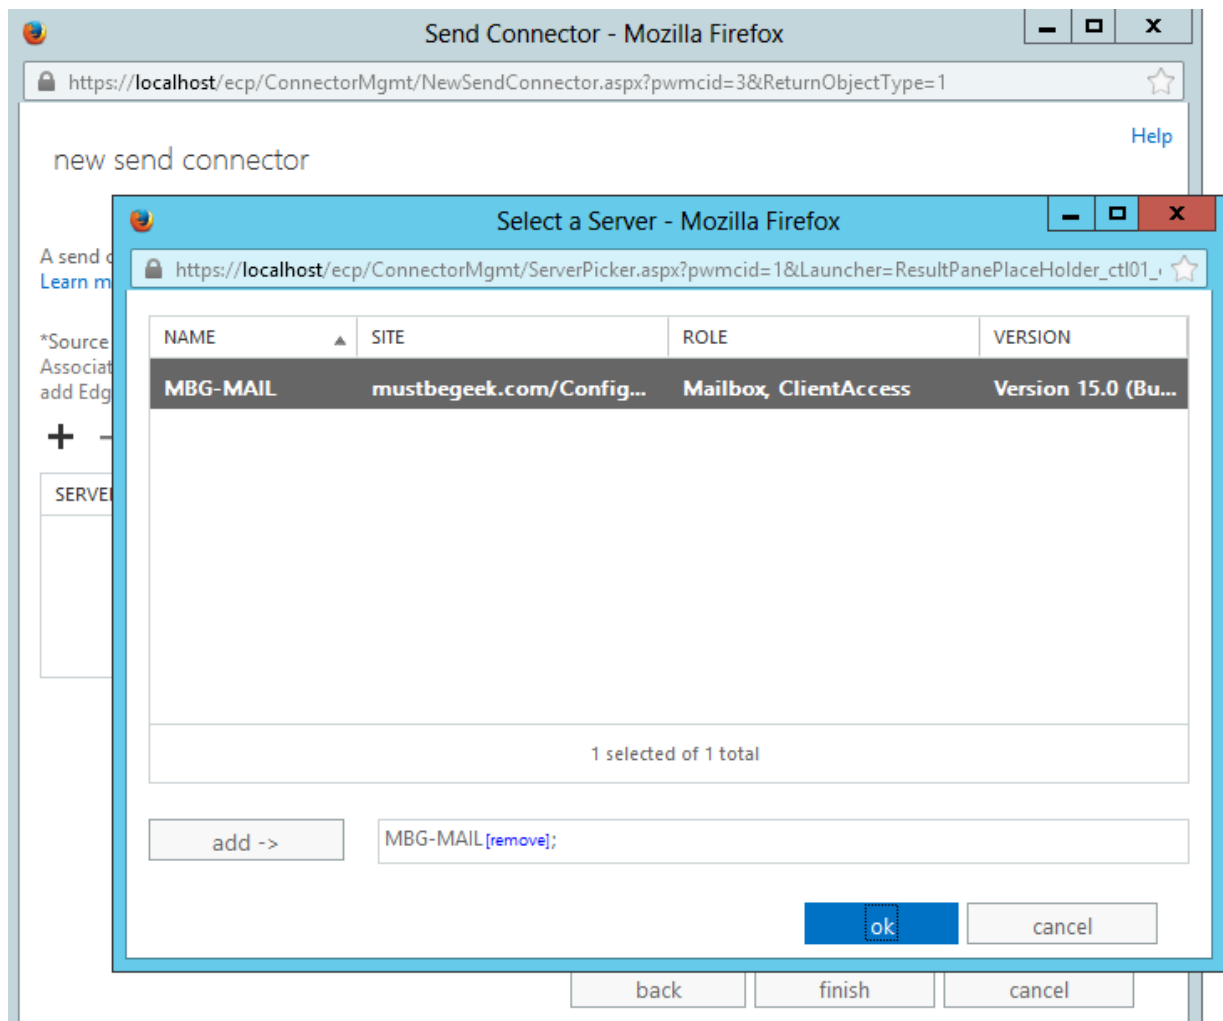 Send Connector - Mozilla Firefox
https://localhost/ecp/ConnectorMgmt/NewSendConnector.aspx?pwmcid=3&ReturnObjectType=1
Help
new send connector
Select a Server - Mozilla Firefox
https://localhost/ecp/ConnectorMgmt/ServerPicker.aspx?pwmcid=1&Launcher=ResultPanePlaceHolder_ctl01_
A send
Learn m
*Source
Associat
add Edg
SERVE
NAME SITE ROLE VERSION
MBG-MAIL mustbegeek.com/Config... Mailbox, ClientAccess Version 15.0 (Bu...
1 selected of 1 total
add -> MBG-MAIL[remove];
ok cancel
back finish cancel